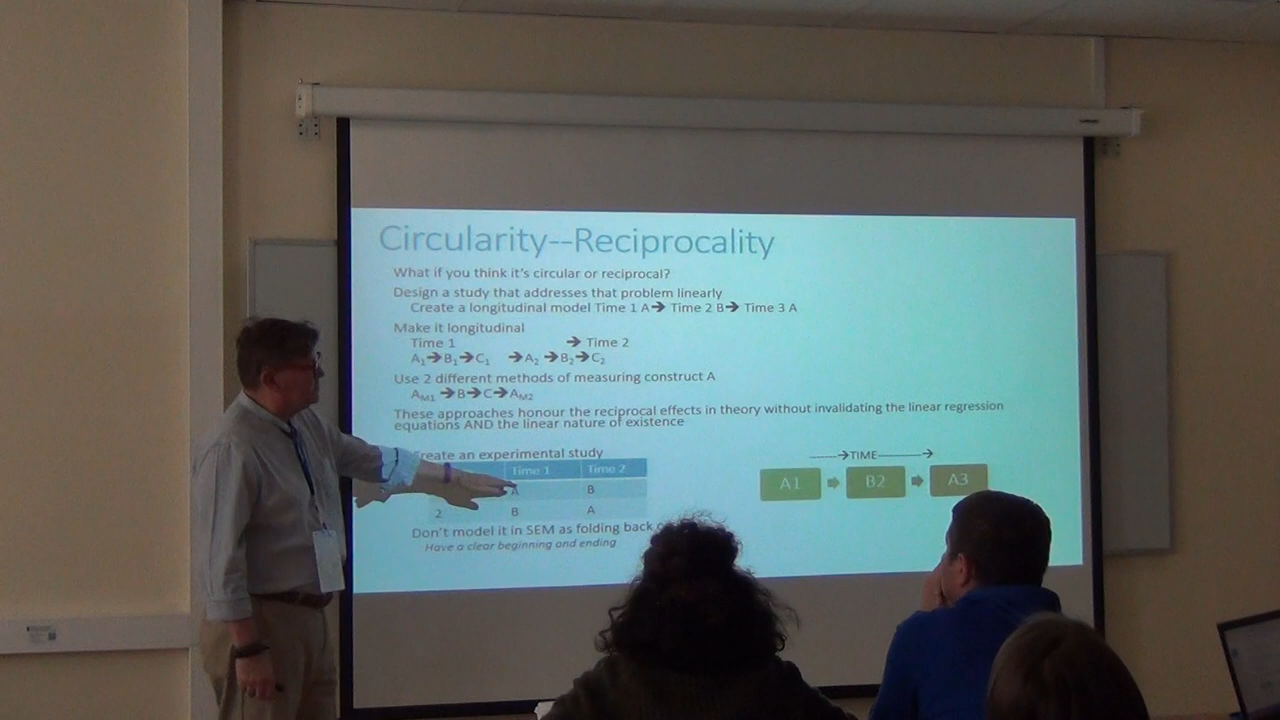 Circularity--Reciprocality
What if you think it's circular or reciprocal?
Design a study that addresses that problem linearly
Create a longitudinal model Time 1 A➔ Time 2 B➔ Time 3 A
Make it longitudinal
Time 1 ➔ Time 2
A₁➔B₁➔C₁ ➔A₂ ➔B₂➔C₂
Use 2 different methods of measuring construct A
A_M1 ➔B➔C➔A_M2
These approaches honour the reciprocal effects in theory without invalidating the linear regression
equations AND the linear nature of existence
reate an experimental study
Time 1 Time 2
A B
2 B A
Don't model it in SEM as folding back
Have a clear beginning and ending
--------→TIME--------→
A1 B2 A3